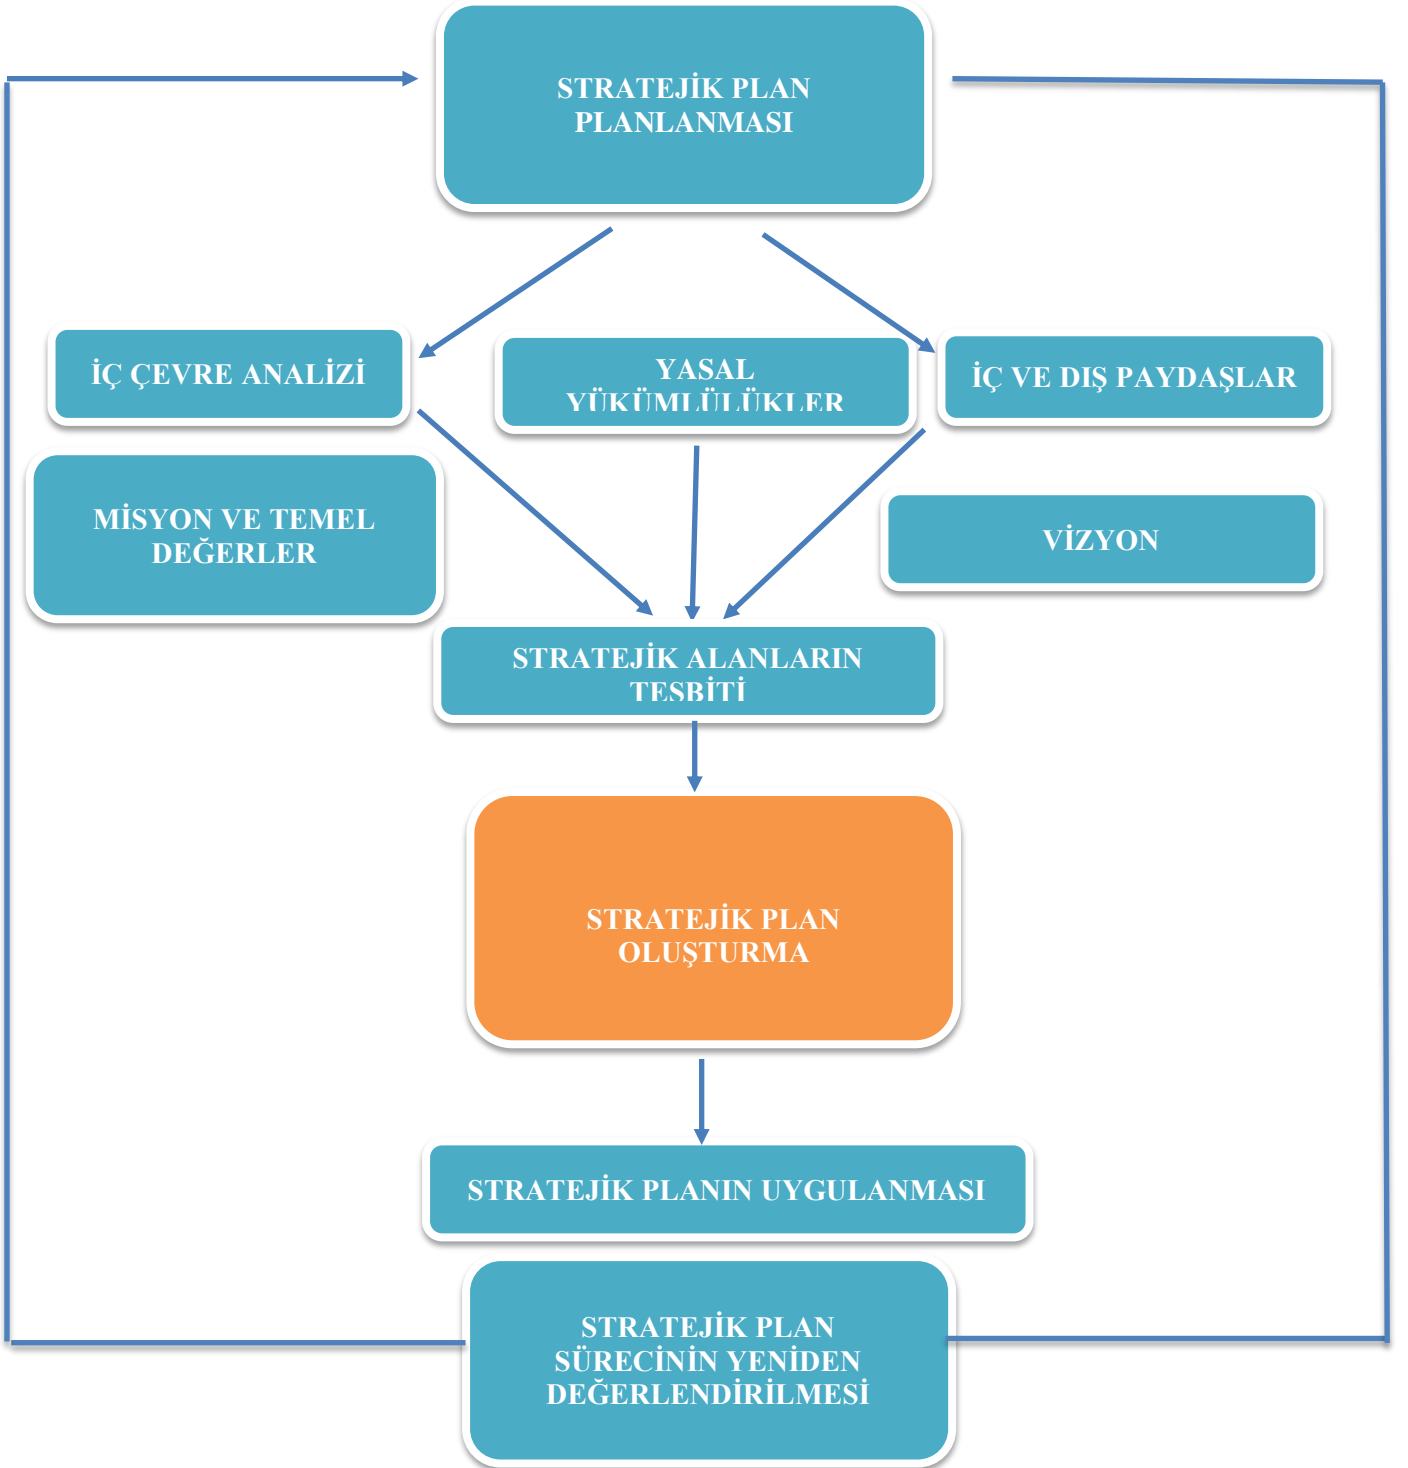 STRATEJİK PLAN
PLANLANMASI
İÇ ÇEVRE ANALİZİ
YASAL
YÜKÜMLÜLÜKLER
İÇ VE DIŞ PAYDAŞLAR
MİSYON VE TEMEL
DEĞERLER
VİZYON
STRATEJİK ALANLARIN
TESBİTİ
STRATEJİK PLAN
OLUŞTURMA
STRATEJİK PLANIN UYGULANMASI
STRATEJİK PLAN
SÜRECİNİN YENİDEN
DEĞERLENDİRİLMESİ